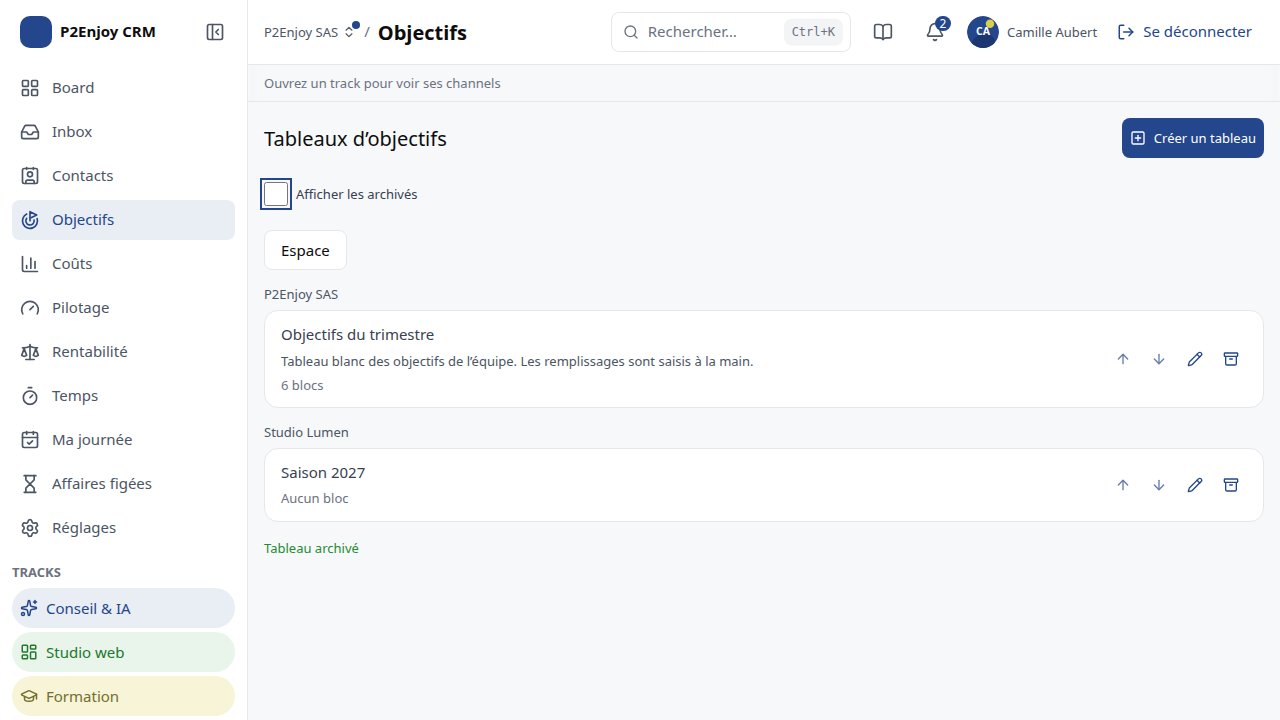 P2Enjoy CRM
Board
Inbox
Contacts
Objectifs
Coûts
Pilotage
Rentabilité
Temps
Ma journée
Affaires figées
Réglages
TRACKS
Conseil & IA
Studio web
Formation
P2Enjoy SAS / Objectifs
Rechercher... Ctrl+K
2
CA Camille Aubert
Se déconnecter
Ouvrez un track pour voir ses channels
Tableaux d’objectifs
Créer un tableau
Afficher les archivés
Espace
P2Enjoy SAS
Objectifs du trimestre
Tableau blanc des objectifs de l’équipe. Les remplissages sont saisis à la main.
6 blocs
Studio Lumen
Saison 2027
Aucun bloc
Tableau archivé